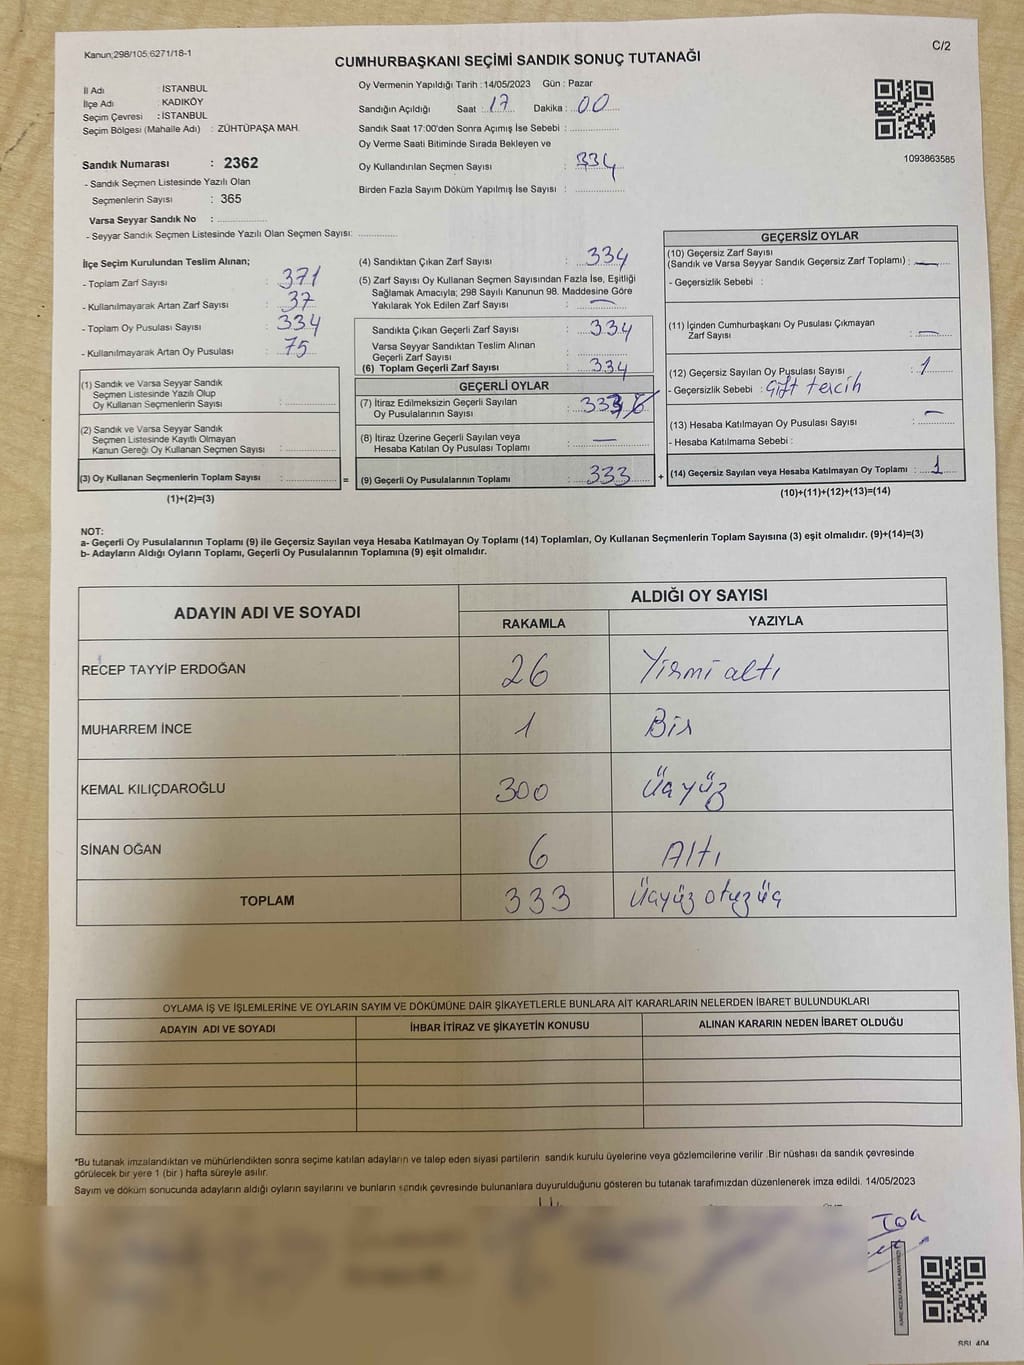 Kanun;298/105;6271/18-1
C/2
CUMHURBAŞKANI SEÇİMİ SANDIK SONUÇ TUTANAĞI
İl Adı : İSTANBUL
İlçe Adı : KADIKÖY
Seçim Çevresi : İSTANBUL
Seçim Bölgesi (Mahalle Adı) : ZÜHTÜPAŞA MAH.
Sandık Numarası : 2362
- Sandık Seçmen Listesinde Yazılı Olan
Seçmenlerin Sayısı : 365
Varsa Seyyar Sandık No :
- Seyyar Sandık Seçmen Listesinde Yazılı Olan Seçmen Sayısı:
Oy Vermenin Yapıldığı Tarih : 14/05/2023 Gün : Pazar
Sandığın Açıldığı Saat : 17 Dakika : 00
Sandık Saat 17:00'den Sonra Açımış İse Sebebi :
Oy Verme Saati Bitiminde Sırada Bekleyen ve
Oy Kullandırılan Seçmen Sayısı : 334
Birden Fazla Sayım Döküm Yapılmış İse Sayısı :
1093863585
İlçe Seçim Kurulundan Teslim Alınan;
- Toplam Zarf Sayısı : 371
- Kullanılmayarak Artan Zarf Sayısı : 37
- Toplam Oy Pusulası Sayısı : 334
- Kullanılmayarak Artan Oy Pusulası : 75
(1) Sandık ve Varsa Seyyar Sandık
Seçmen Listesinde Yazılı Olup
Oy Kullanan Seçmenlerin Sayısı :
(2) Sandık ve Varsa Seyyar Sandık
Seçmen Listesinde Kayıtlı Olmayan
Kanun Gereği Oy Kullanan Seçmen Sayısı :
(3) Oy Kullanan Seçmenlerin Toplam Sayısı : =
(1)+(2)=(3)
(4) Sandıktan Çıkan Zarf Sayısı : 334
(5) Zarf Sayısı Oy Kullanan Seçmen Sayısından Fazla İse, Eşitliği
Sağlamak Amacıyla; 298 Sayılı Kanunun 98. Maddesine Göre
Yakılarak Yok Edilen Zarf Sayısı : —
Sandıkta Çıkan Geçerli Zarf Sayısı : 334
Varsa Seyyar Sandıktan Teslim Alınan
Geçerli Zarf Sayısı :
(6) Toplam Geçerli Zarf Sayısı : 334
GEÇERLİ OYLAR
(7) İtiraz Edilmeksizin Geçerli Sayılan
Oy Pusulalarının Sayısı : 333
(8) İtiraz Üzerine Geçerli Sayılan veya
Hesaba Katılan Oy Pusulası Toplamı : —
(9) Geçerli Oy Pusulalarının Toplamı : 333 +
GEÇERSİZ OYLAR
(10) Geçersiz Zarf Sayısı
(Sandık ve Varsa Seyyar Sandık Geçersiz Zarf Toplamı) : —
- Geçersizlik Sebebi :
(11) İçinden Cumhurbaşkanı Oy Pusulası Çıkmayan
Zarf Sayısı : —
(12) Geçersiz Sayılan Oy Pusulası Sayısı : 1
- Geçersizlik Sebebi : Çift tercih
(13) Hesaba Katılmayan Oy Pusulası Sayısı : —
- Hesaba Katılmama Sebebi :
(14) Geçersiz Sayılan veya Hesaba Katılmayan Oy Toplamı : 1
(10)+(11)+(12)+(13)=(14)
NOT:
a- Geçerli Oy Pusulalarının Toplamı (9) ile Geçersiz Sayılan veya Hesaba Katılmayan Oy Toplamı (14) Toplamları, Oy Kullanan Seçmenlerin Toplam Sayısına (3) eşit olmalıdır. (9)+(14)=(3)
b- Adayların Aldığı Oyların Toplamı, Geçerli Oy Pusulalarının Toplamına (9) eşit olmalıdır.
ADAYIN ADI VE SOYADI ALDIĞI OY SAYISI
RAKAMLA YAZIYLA
RECEP TAYYİP ERDOĞAN 26 Yirmi altı
MUHARREM İNCE 1 Bir
KEMAL KILIÇDAROĞLU 300 Üçyüz
SİNAN OĞAN 6 Altı
TOPLAM 333 Üçyüz otuzüç
OYLAMA İŞ VE İŞLEMLERİNE VE OYLARIN SAYIM VE DÖKÜMÜNE DAİR ŞİKAYETLERLE BUNLARA AİT KARARLARIN NELERDEN İBARET BULUNDUKLARI
ADAYIN ADI VE SOYADI İHBAR İTİRAZ VE ŞİKAYETİN KONUSU ALINAN KARARIN NEDEN İBARET OLDUĞU
*Bu tutanak imzalandıktan ve mühürlendikten sonra seçime katılan adayların ve talep eden siyasi partilerin sandık kurulu üyelerine veya gözlemcilerine verilir .Bir nüshası da sandık çevresinde
görülecek bir yere 1 (bir ) hafta süreyle asılır.
Sayım ve döküm sonucunda adayların aldığı oyların sayılarını ve bunların sandık çevresinde bulunanlara duyurulduğunu gösteren bu tutanak tarafımızdan düzenlenerek imza edildi. 14/05/2023